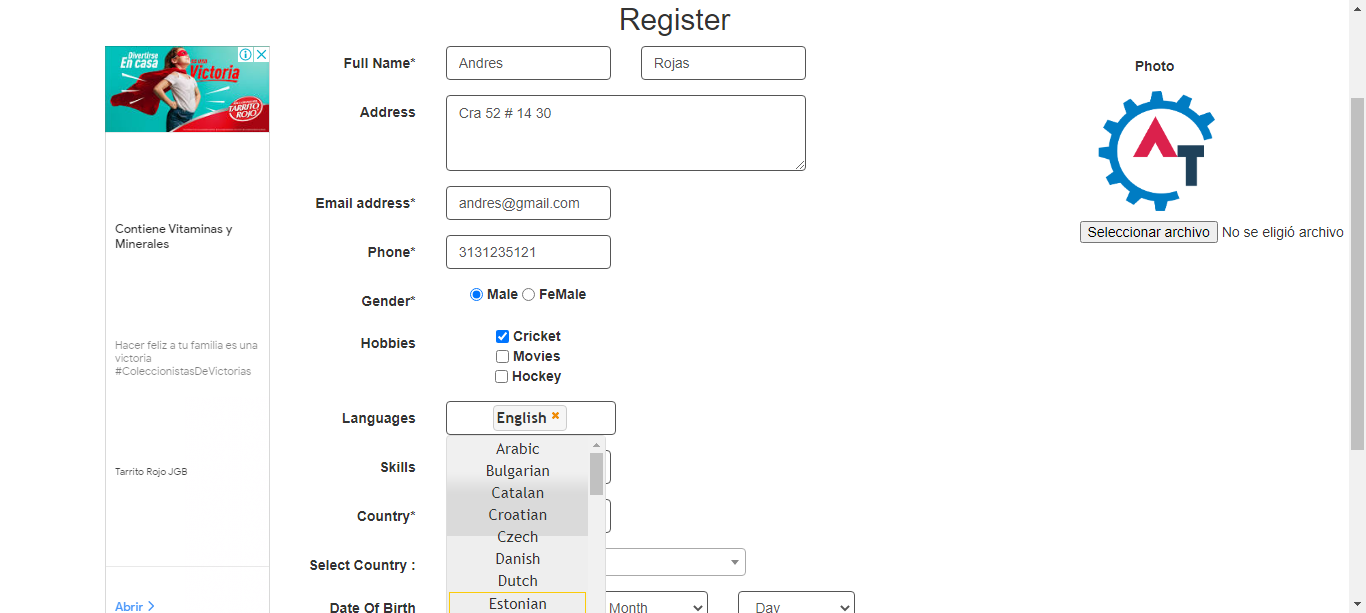 Register
Divertirse
En casa
es una
Victoria
TARRITO
ROJO
Contiene Vitaminas y
Minerales
Hacer feliz a tu familia es una
victoria
#ColeccionistasDeVictorias
Tarrito Rojo JGB
Abrir
Full Name* Andres Rojas
Address Cra 52 # 14 30
Email address* andres@gmail.com
Phone* 3131235121
Gender* Male FeMale
Hobbies Cricket
Movies
Hockey
Languages English
Arabic
Bulgarian
Catalan
Croatian
Czech
Danish
Dutch
Estonian
Skills
Country*
Select Country :
Date Of Birth Month Day
Photo
AT
Seleccionar archivo No se eligió archivo